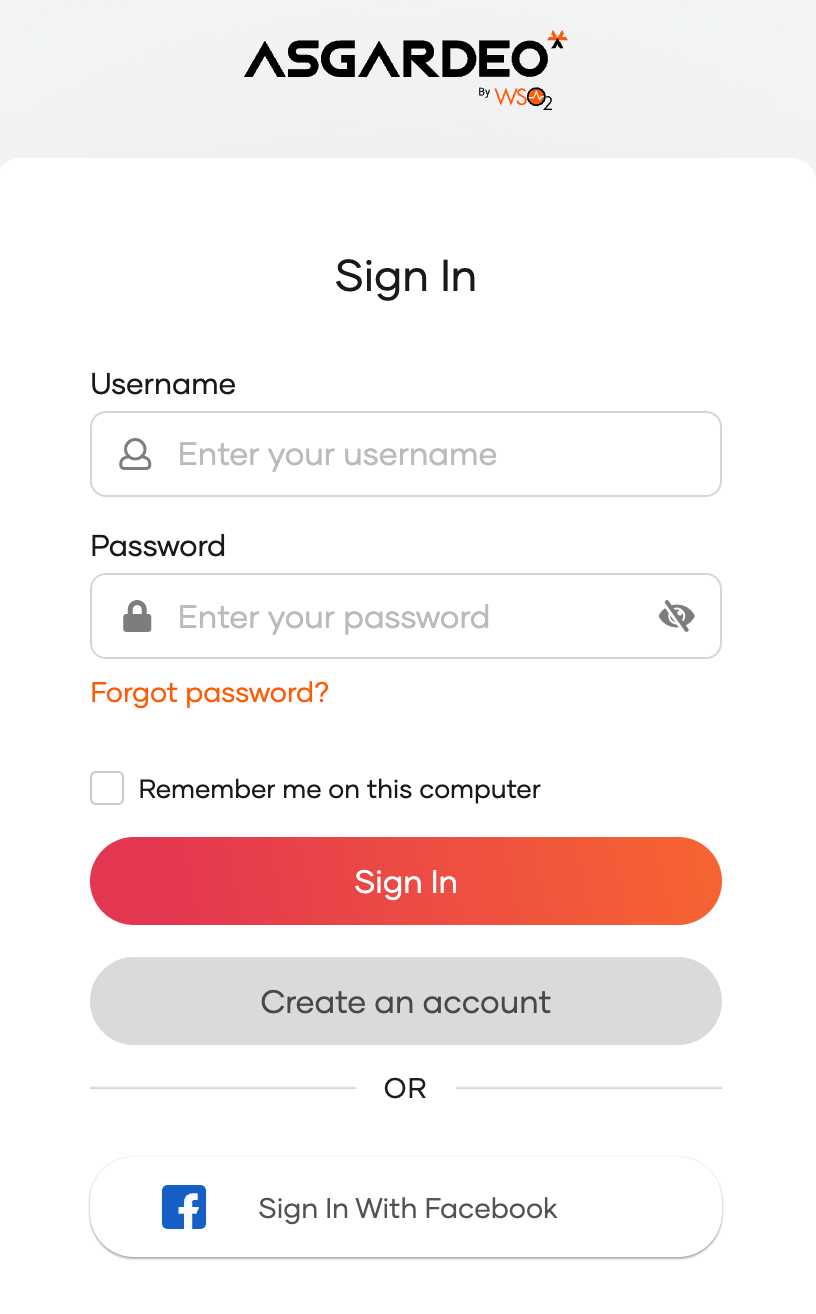 ASGARDEO
By WSO2
Sign In
Username
Enter your username
Password
Enter your password
Forgot password?
Remember me on this computer
Sign In
Create an account
OR
Sign In With Facebook